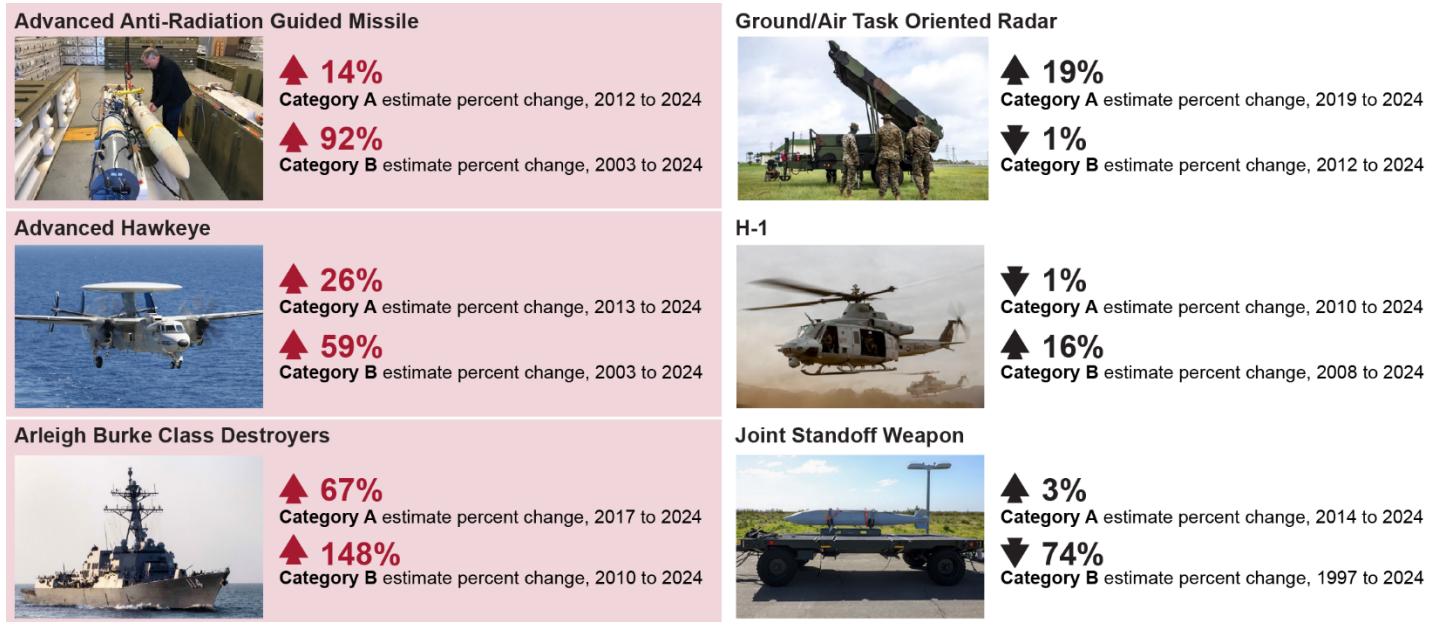 Advanced Anti-Radiation Guided Missile
14%
Category A estimate percent change, 2012 to 2024
92%
Category B estimate percent change, 2003 to 2024
Advanced Hawkeye
26%
Category A estimate percent change, 2013 to 2024
59%
Category B estimate percent change, 2003 to 2024
Arleigh Burke Class Destroyers
67%
Category A estimate percent change, 2017 to 2024
148%
Category B estimate percent change, 2010 to 2024
Ground/Air Task Oriented Radar
19%
Category A estimate percent change, 2019 to 2024
1%
Category B estimate percent change, 2012 to 2024
H-1
1%
Category A estimate percent change, 2010 to 2024
16%
Category B estimate percent change, 2008 to 2024
Joint Standoff Weapon
3%
Category A estimate percent change, 2014 to 2024
74%
Category B estimate percent change, 1997 to 2024